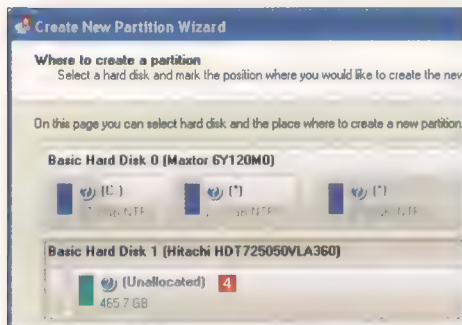 Create New Partition Wizard
Where to create a partition
Select a hard disk and mark the position where you would like to create the new
On this page you can select hard disk and the place where to create a new partition
Basic Hard Disk 0 (Maxtor 6Y120M0)
(C:) (*) (*)
Basic Hard Disk 1 (Hitachi HDT725050VLA360)
(Unallocated) 4
465.7 GB